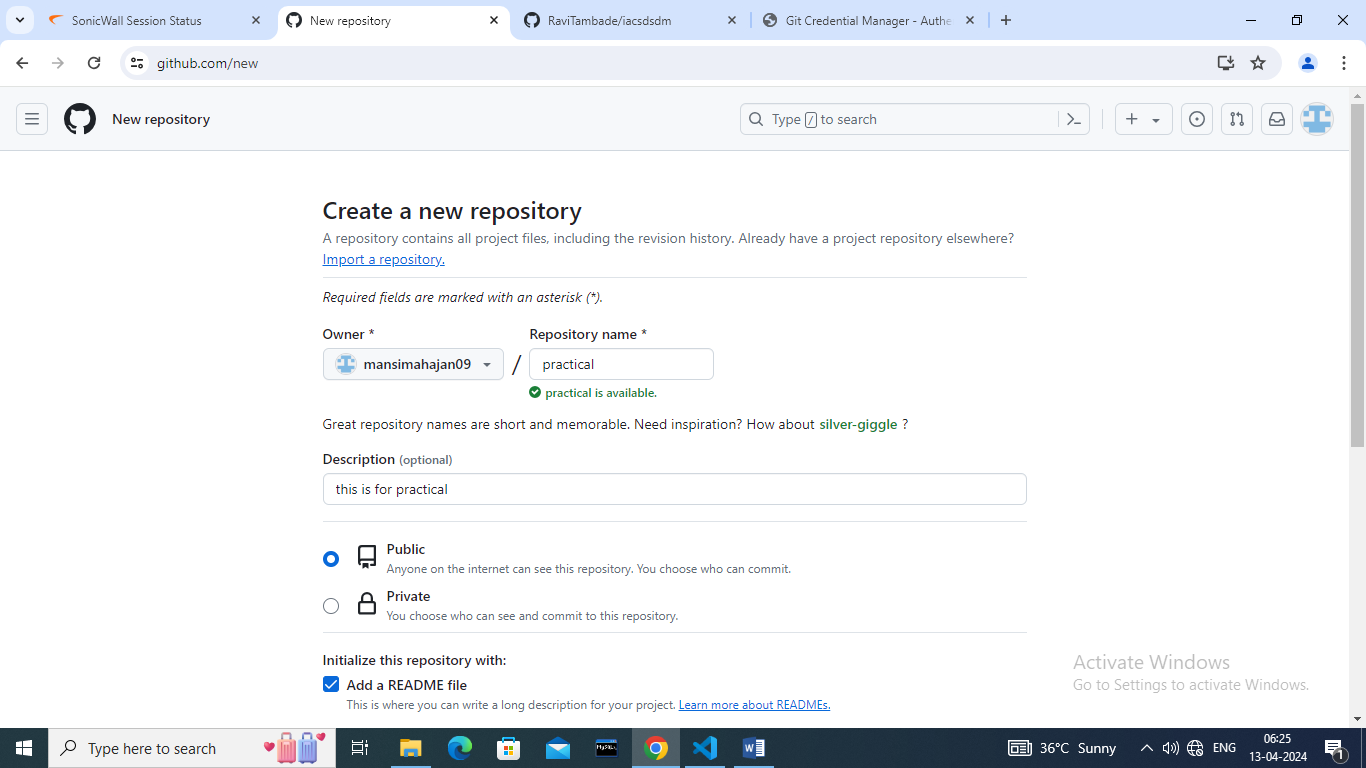 SonicWall Session Status
New repository
RaviTambade/iacsdsdm
Git Credential Manager - Authe
github.com/new
New repository
Type / to search
Create a new repository
A repository contains all project files, including the revision history. Already have a project repository elsewhere?
Import a repository.
Required fields are marked with an asterisk (*).
Owner *
Repository name *
mansimahajan09
/
practical
practical is available.
Great repository names are short and memorable. Need inspiration? How about silver-giggle ?
Description (optional)
this is for practical
Public
Anyone on the internet can see this repository. You choose who can commit.
Private
You choose who can see and commit to this repository.
Initialize this repository with:
Add a README file
This is where you can write a long description for your project. Learn more about READMEs.
Activate Windows
Go to Settings to activate Windows.
Type here to search
MySQL
36°C Sunny
ENG
06:25
13-04-2024
1